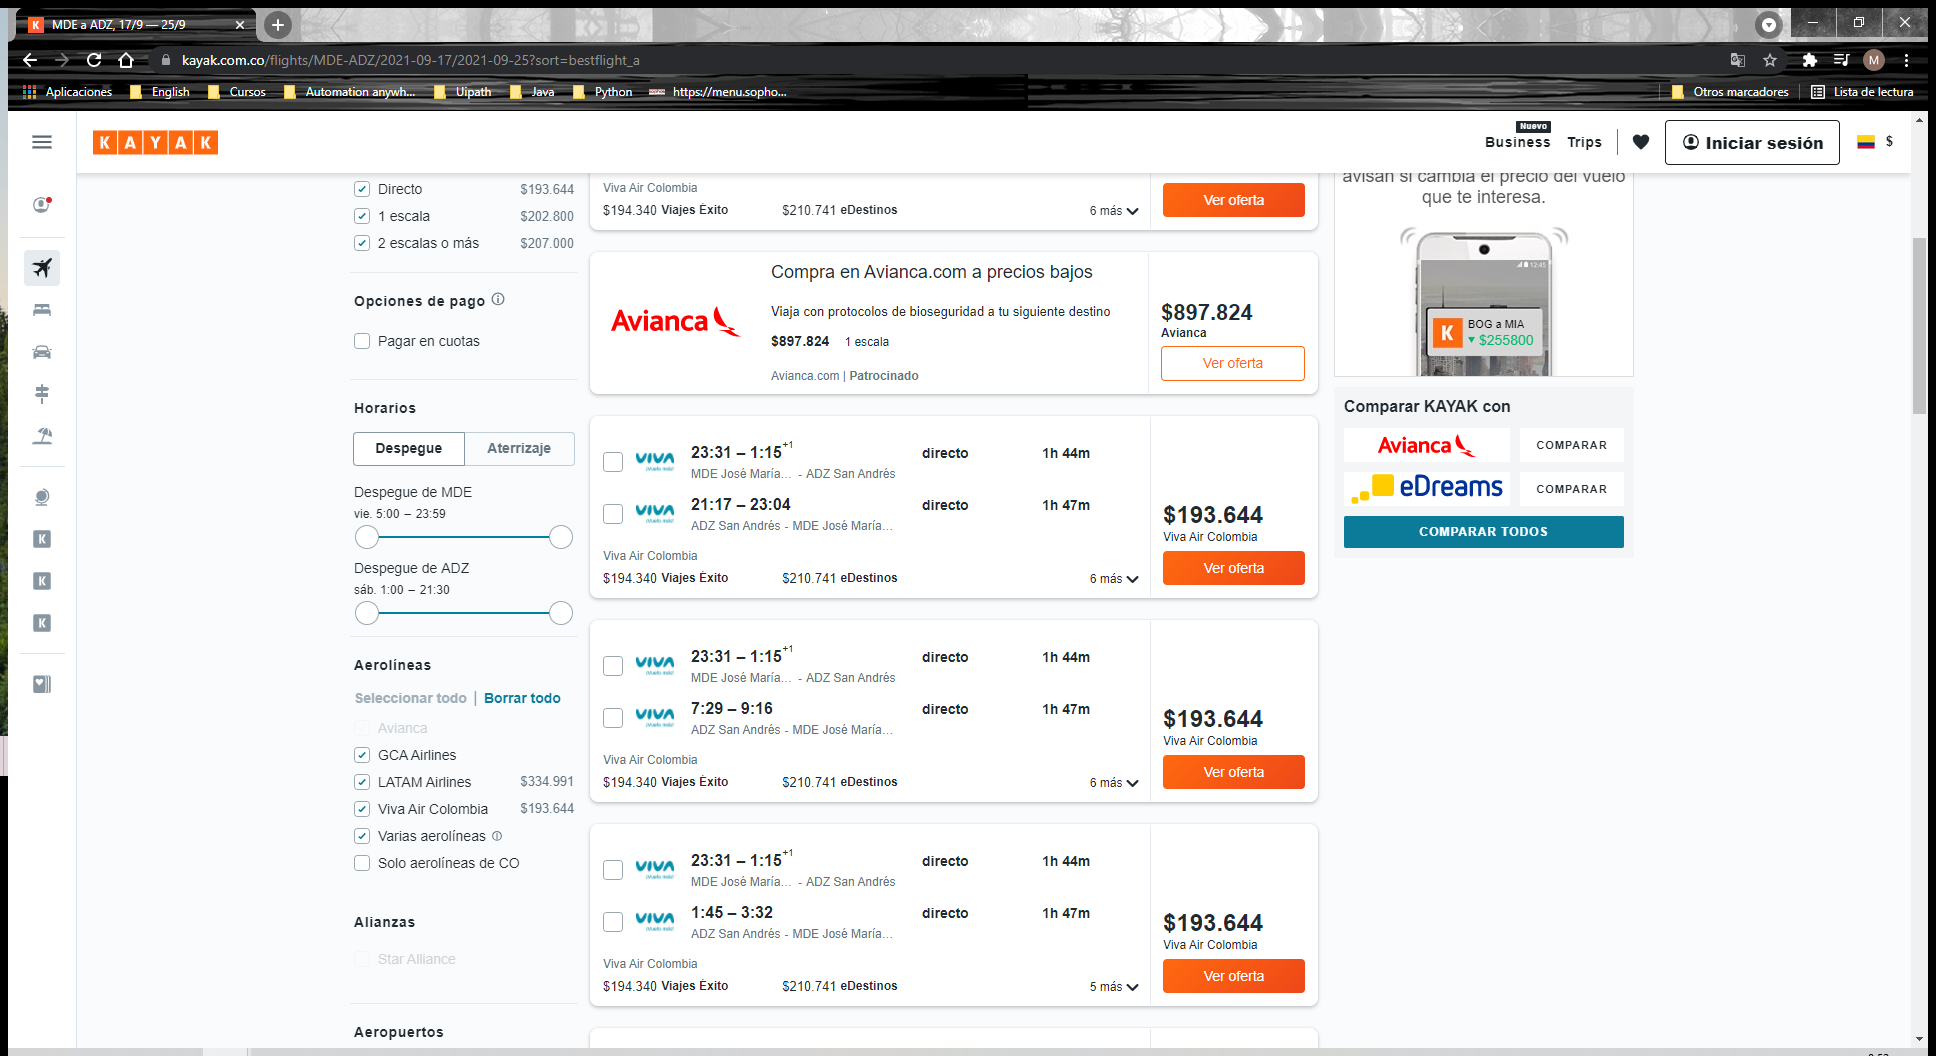 MDE a ADZ, 17/9 — 25/9
kayak.com.co/flights/MDE-ADZ/2021-09-17/2021-09-25?sort=bestflight_a
M
Aplicaciones
English
Cursos
Automation anywh...
Uipath
Java
Python
https://menu.sopho...
Otros marcadores
Lista de lectura
KAYAK
Nuevo
Business
Trips
Iniciar sesión
$
Directo $193.644
1 escala $202.800
2 escalas o más $207.000
Opciones de pago
Pagar en cuotas
Horarios
Despegue
Aterrizaje
Despegue de MDE
vie. 5:00 – 23:59
Despegue de ADZ
sáb. 1:00 – 21:30
Aerolíneas
Seleccionar todo | Borrar todo
Avianca
GCA Airlines
LATAM Airlines $334.991
Viva Air Colombia $193.644
Varias aerolíneas
Solo aerolíneas de CO
Alianzas
Star Alliance
Aeropuertos
Viva Air Colombia
$194.340 Viajes Éxito $210.741 eDestinos 6 más
Ver oferta
Compra en Avianca.com a precios bajos
Avianca
Viaja con protocolos de bioseguridad a tu siguiente destino
$897.824 1 escala
Avianca.com | Patrocinado
$897.824
Avianca
Ver oferta
VIVA
23:31 – 1:15+1 directo 1h 44m
MDE José María... - ADZ San Andrés
VIVA
21:17 – 23:04 directo 1h 47m
ADZ San Andrés - MDE José María...
Viva Air Colombia
$194.340 Viajes Éxito $210.741 eDestinos 6 más
$193.644
Viva Air Colombia
Ver oferta
VIVA
23:31 – 1:15+1 directo 1h 44m
MDE José María... - ADZ San Andrés
VIVA
7:29 – 9:16 directo 1h 47m
ADZ San Andrés - MDE José María...
Viva Air Colombia
$194.340 Viajes Éxito $210.741 eDestinos 6 más
$193.644
Viva Air Colombia
Ver oferta
VIVA
23:31 – 1:15+1 directo 1h 44m
MDE José María... - ADZ San Andrés
VIVA
1:45 – 3:32 directo 1h 47m
ADZ San Andrés - MDE José María...
Viva Air Colombia
$194.340 Viajes Éxito $210.741 eDestinos 5 más
$193.644
Viva Air Colombia
Ver oferta
avisan si cambia el precio del vuelo
que te interesa.
12:45
K
BOG a MIA
$255800
Comparar KAYAK con
Avianca
COMPARAR
eDreams
COMPARAR
COMPARAR TODOS
K
K
K